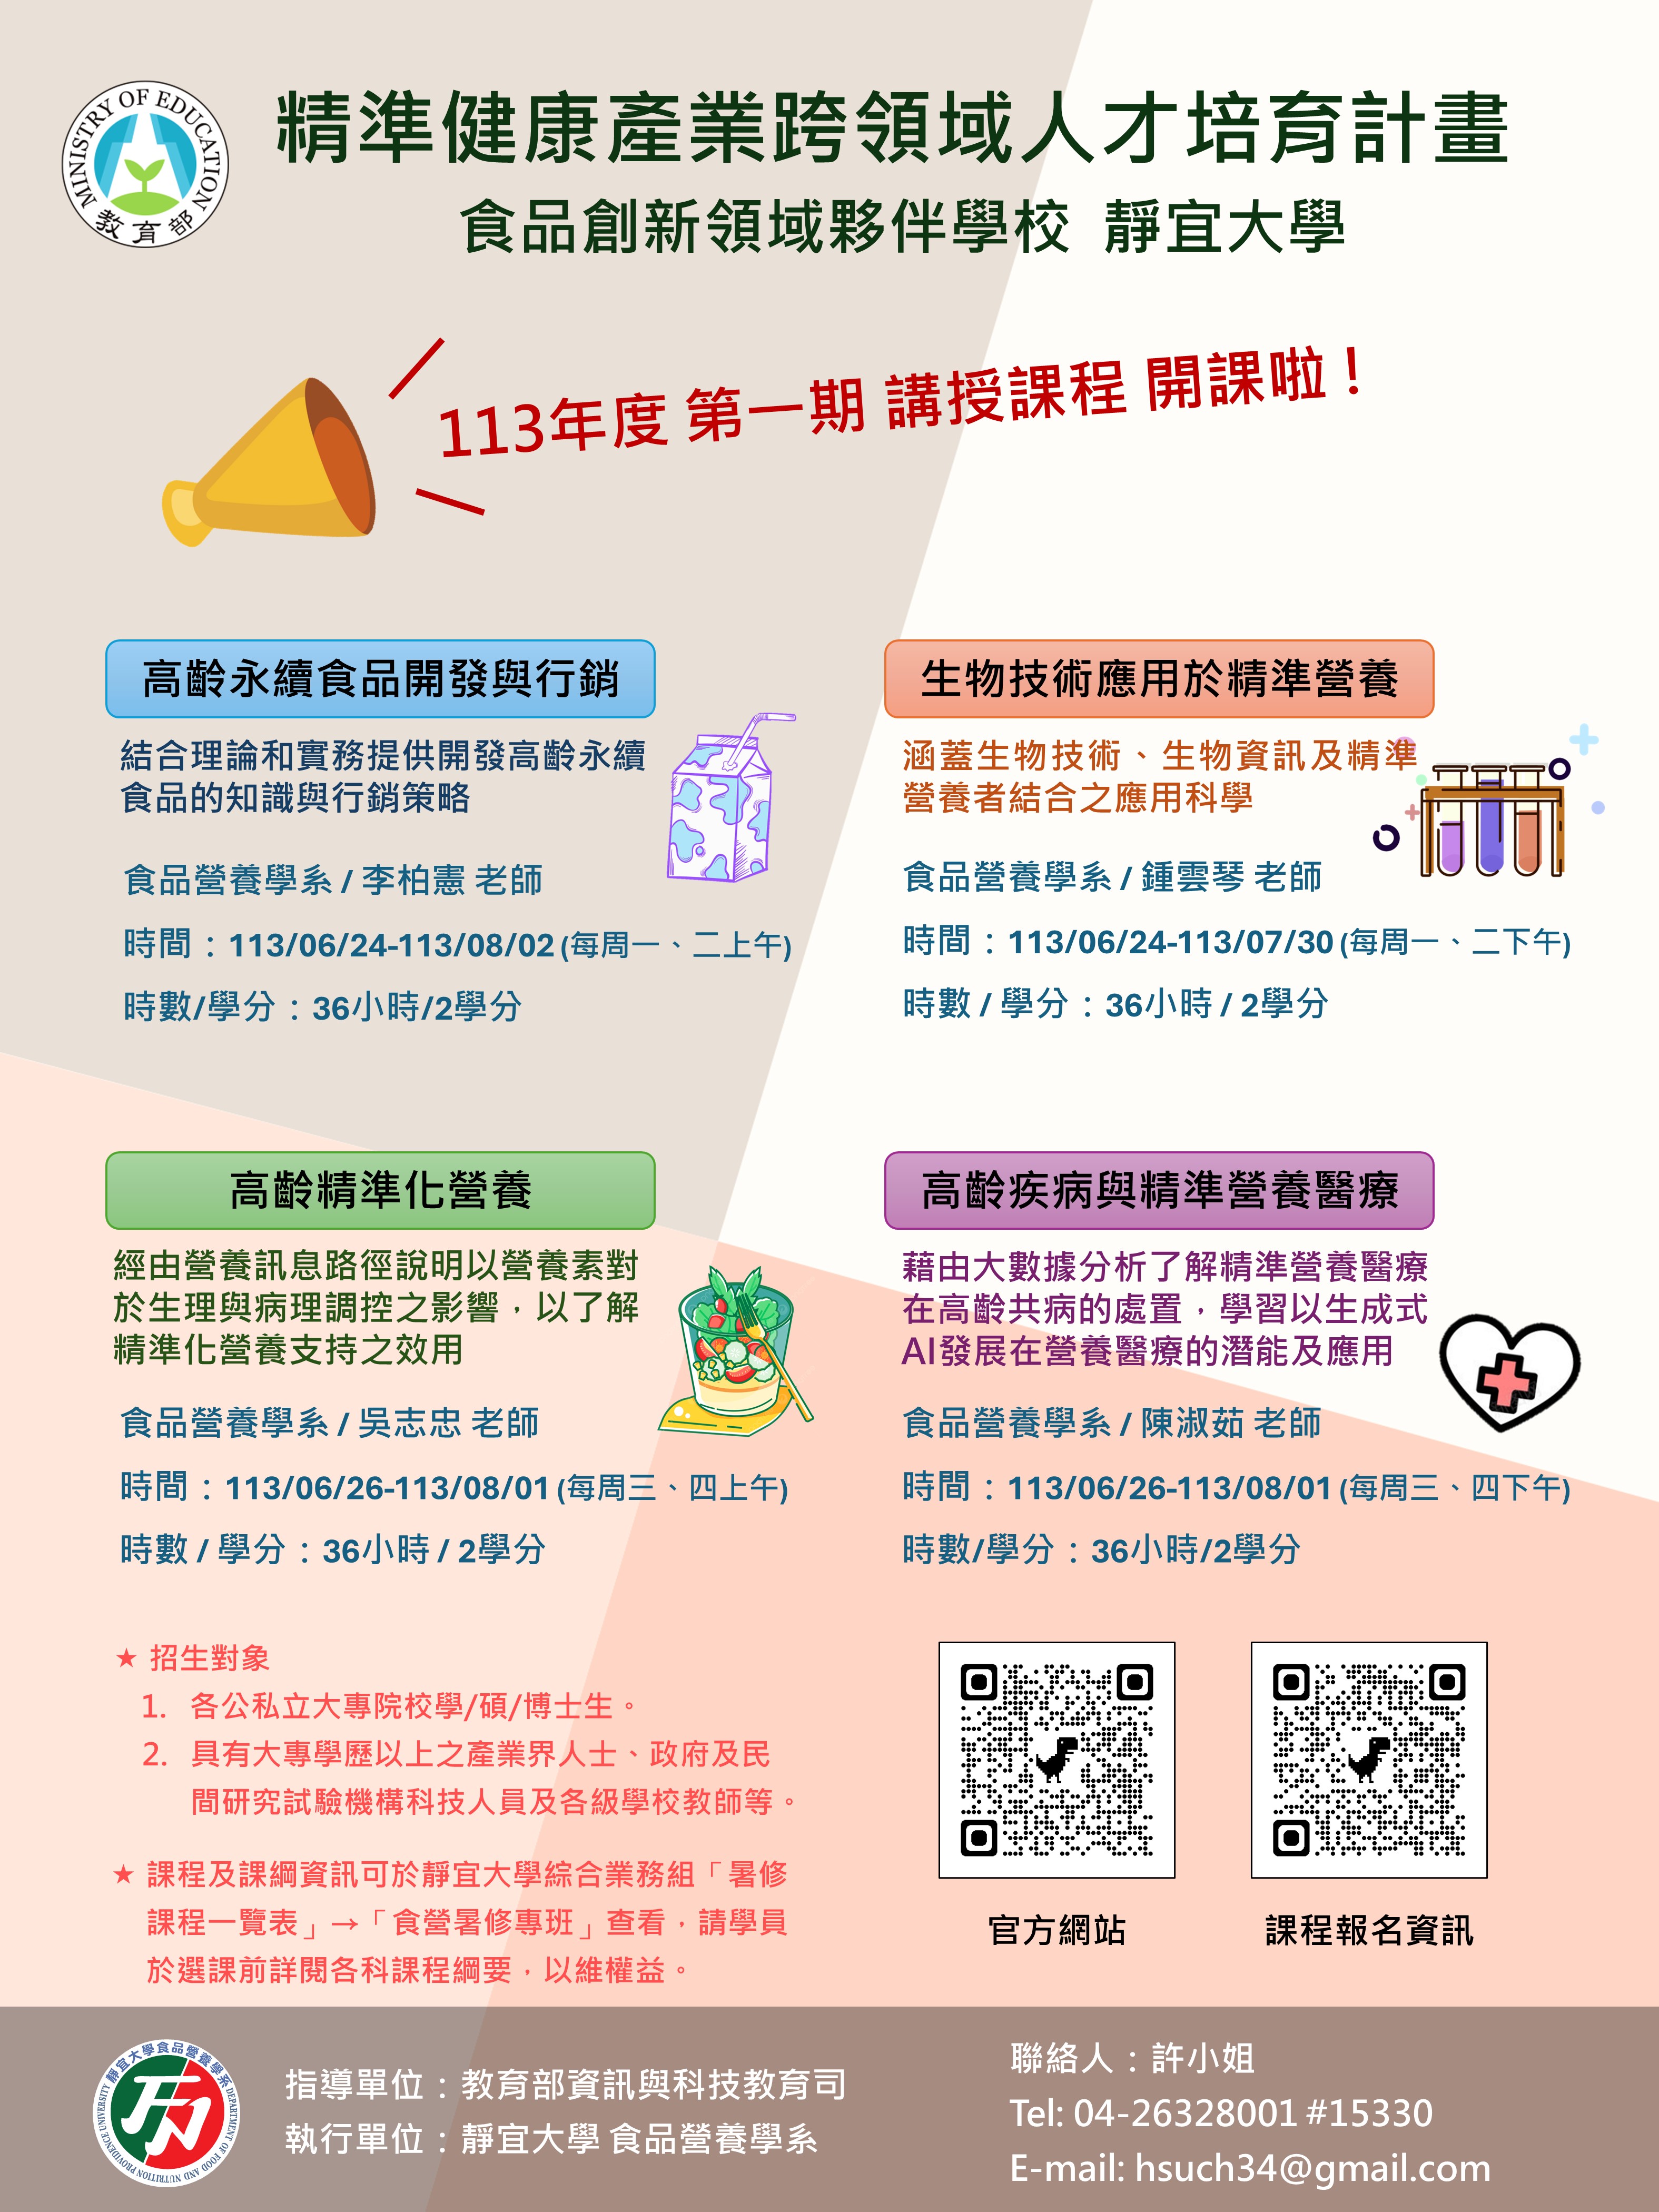 MINISTRY OF EDUCATION
教育部
精準健康產業跨領域人才培育計畫
食品創新領域夥伴學校 靜宜大學
113年度 第一期 講授課程 開課啦！
高齡永續食品開發與行銷
結合理論和實務提供開發高齡永續
食品的知識與行銷策略
食品營養學系 / 李柏憲 老師
時間：113/06/24-113/08/02 (每周一、二上午)
時數/學分：36小時/2學分
生物技術應用於精準營養
涵蓋生物技術、生物資訊及精準
營養者結合之應用科學
食品營養學系 / 鍾雲琴 老師
時間：113/06/24-113/07/30 (每周一、二下午)
時數 / 學分：36小時 / 2學分
高齡精準化營養
經由營養訊息路徑說明以營養素對
於生理與病理調控之影響，以了解
精準化營養支持之效用
食品營養學系 / 吳志忠 老師
時間：113/06/26-113/08/01 (每周三、四上午)
時數 / 學分：36小時 / 2學分
高齡疾病與精準營養醫療
藉由大數據分析了解精準營養醫療
在高齡共病的處置，學習以生成式
AI發展在營養醫療的潛能及應用
食品營養學系 / 陳淑茹 老師
時間：113/06/26-113/08/01 (每周三、四下午)
時數/學分：36小時/2學分
★ 招生對象
1. 各公私立大專院校學/碩/博士生。
2. 具有大專學歷以上之產業界人士、政府及民
間研究試驗機構科技人員及各級學校教師等。
★ 課程及課綱資訊可於靜宜大學綜合業務組「暑修
課程一覽表」→「食營暑修專班」查看，請學員
於選課前詳閱各科課程綱要，以維權益。
官方網站
課程報名資訊
靜宜大學食品營養學系
DEPARTMENT OF FOOD AND NUTRITION PROVIDENCE UNIVERSITY
FN
指導單位：教育部資訊與科技教育司
執行單位：靜宜大學 食品營養學系
聯絡人：許小姐
Tel: 04-26328001 #15330
E-mail: hsuch34@gmail.com